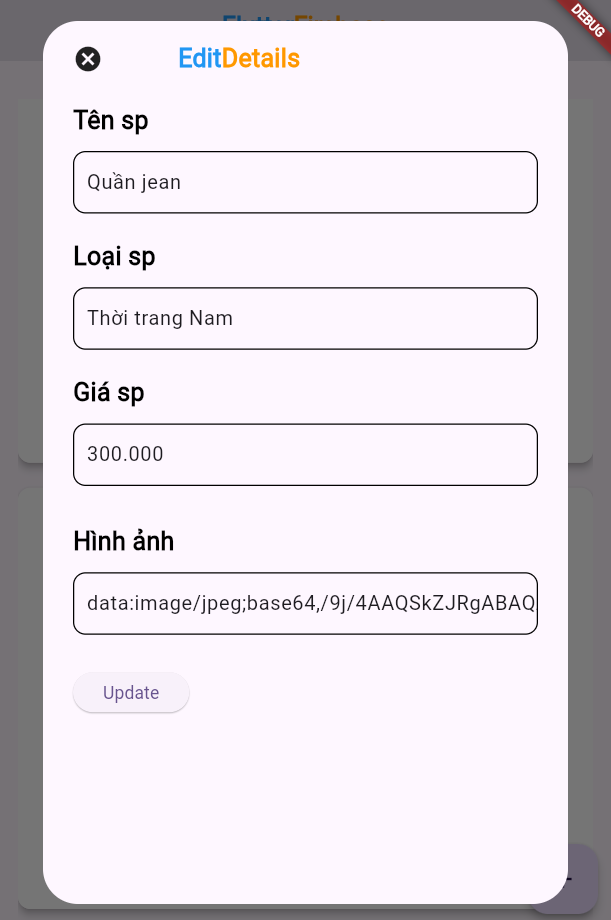 DEBUG
EditDetails
Tên sp
Quần jean
Loại sp
Thời trang Nam
Giá sp
300.000
Hình ảnh
data:image/jpeg;base64,/9j/4AAQSkZJRgABAQ
Update